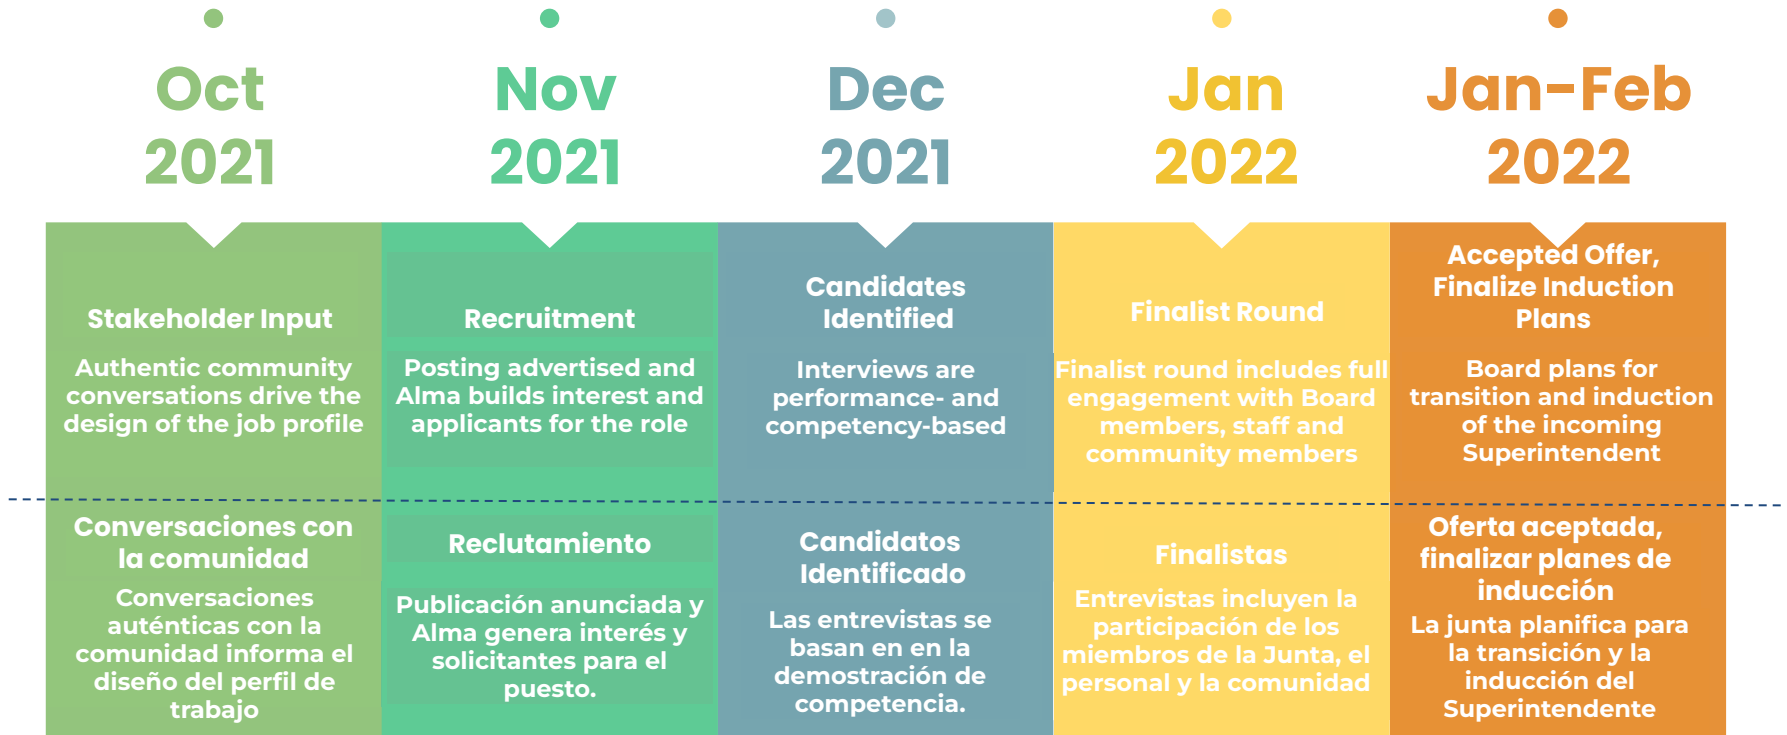 Oct
2021
Nov
2021
Dec
2021
Jan
2022
Jan-Feb
2022
Stakeholder Input
Authentic community
conversations drive the
design of the job profile
Recruitment
Posting advertised and
Alma builds interest and
applicants for the role
Candidates
Identified
Interviews are
performance- and
competency-based
Finalist Round
Finalist round includes full
engagement with Board
members, staff and
community members
Accepted Offer,
Finalize Induction
Plans
Board plans for
transition and induction
of the incoming
Superintendent
Conversaciones con
la comunidad
Conversaciones
auténticas con la
comunidad informa el
diseño del perfil de
trabajo
Reclutamiento
Publicación anunciada y
Alma genera interés y
solicitantes para el
puesto.
Candidatos
Identificado
Las entrevistas se
basan en en la
demostración de
competencia.
Finalistas
Entrevistas incluyen la
participación de los
miembros de la Junta, el
personal y la comunidad
Oferta aceptada,
finalizar planes de
inducción
La junta planifica para
la transición y la
inducción del
Superintendente